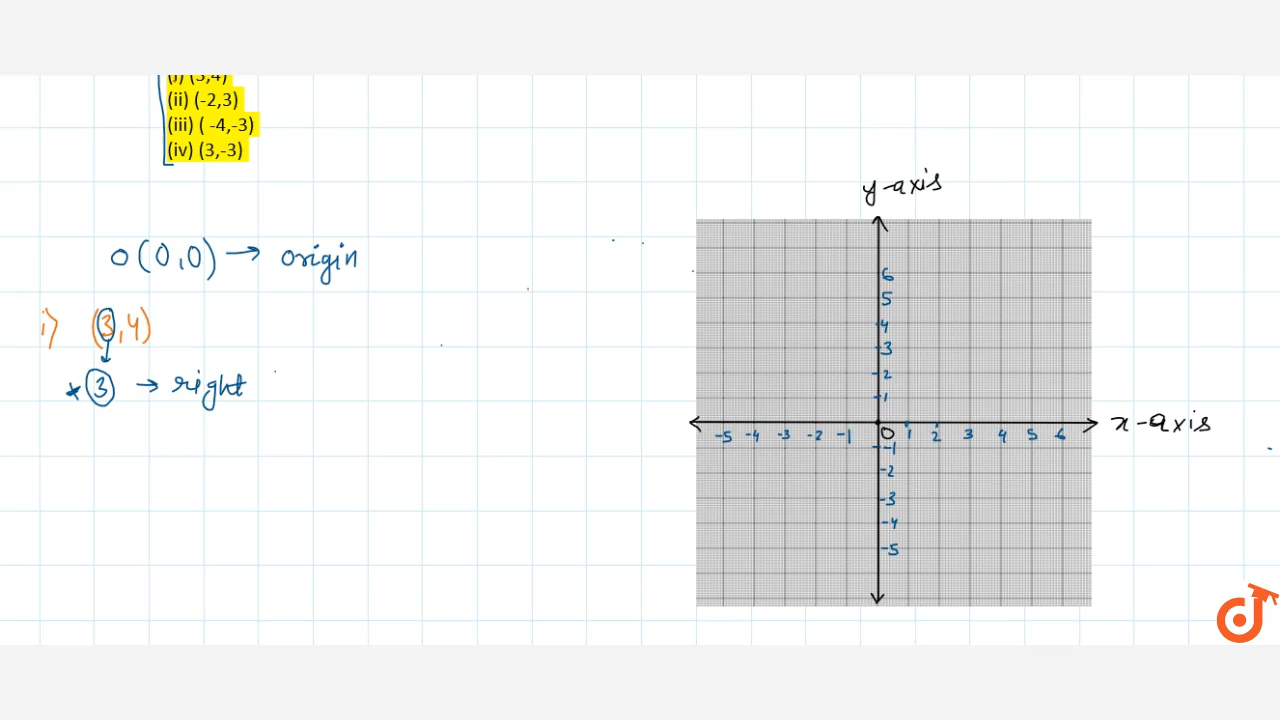 (i) (3,4)
(ii) (-2,3)
(iii) ( -4,-3)
(iv) (3,-3)
O(0,0) → origin
i) (3,4)
* 3 → right
y-axis
6
5
4
3
2
1
x-axis
-5 -4 -3 -2 -1 O 1 2 3 4 5 6
-1
-2
-3
-4
-5